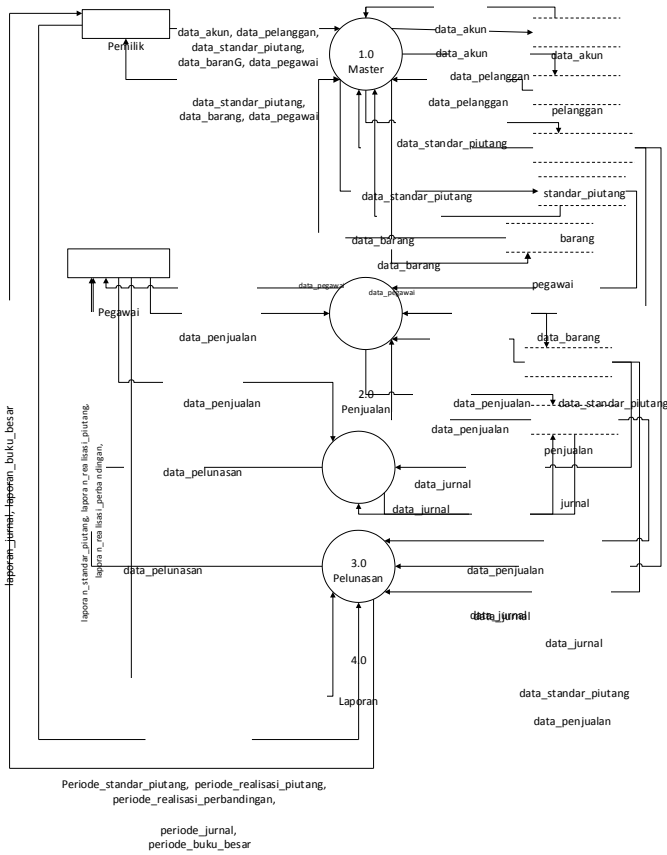 Pemilik
data_akun, data_pelanggan,
data_standar_piutang,
data_baranG, data_pegawai
data_standar_piutang,
data_barang, data_pegawai
1.0
Master
data_akun
data_akun
data_akun
data_pelanggan
data_pelanggan
pelanggan
data_standar_piutang
data_standar_piutang
standar_piutang
data_barang
barang
data_barang
pegawai
data_pegawai
data_pegawai
Pegawai
data_penjualan
data_barang
2.0
Penjualan
data_penjualan
data_penjualan
data_standar_piutang
data_penjualan
penjualan
data_pelunasan
data_jurnal
data_jurnal
jurnal
laporan_jurnal, laporan_buku_besar
laporan_standar_piutang, laporan_realisasi_piutang,
laporan_realisasi_perbandingan,
3.0
Pelunasan
data_pelunasan
data_penjualan
data_jurnal
data_jurnal
data_jurnal
4.0
Laporan
data_standar_piutang
data_penjualan
Periode_standar_piutang, periode_realisasi_piutang,
periode_realisasi_perbandingan,
periode_jurnal,
periode_buku_besar